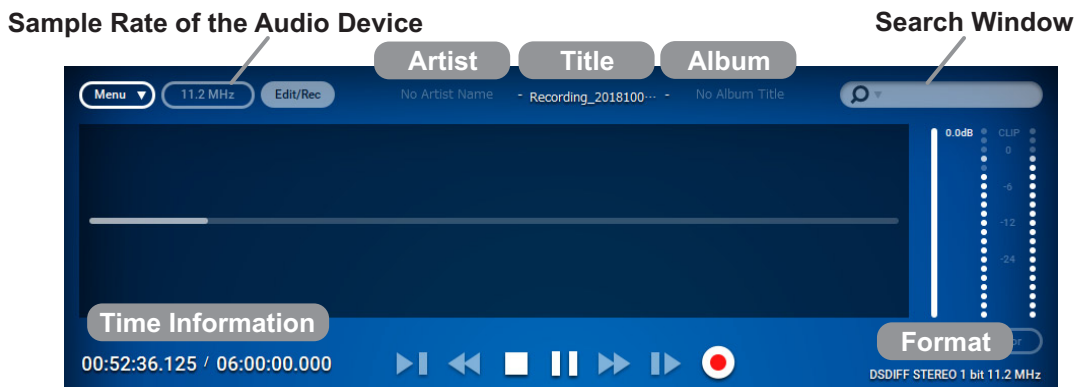 Sample Rate of the Audio Device
Search Window
Artist Title Album
Menu 11.2 MHz Edit/Rec No Artist Name - Recording_2018100··· - No Album Title
0.0dB CLIP
0
-6
-12
-24
Time Information
Format
00:52:36.125 / 06:00:00.000
DSDIFF STEREO 1 bit 11.2 MHz